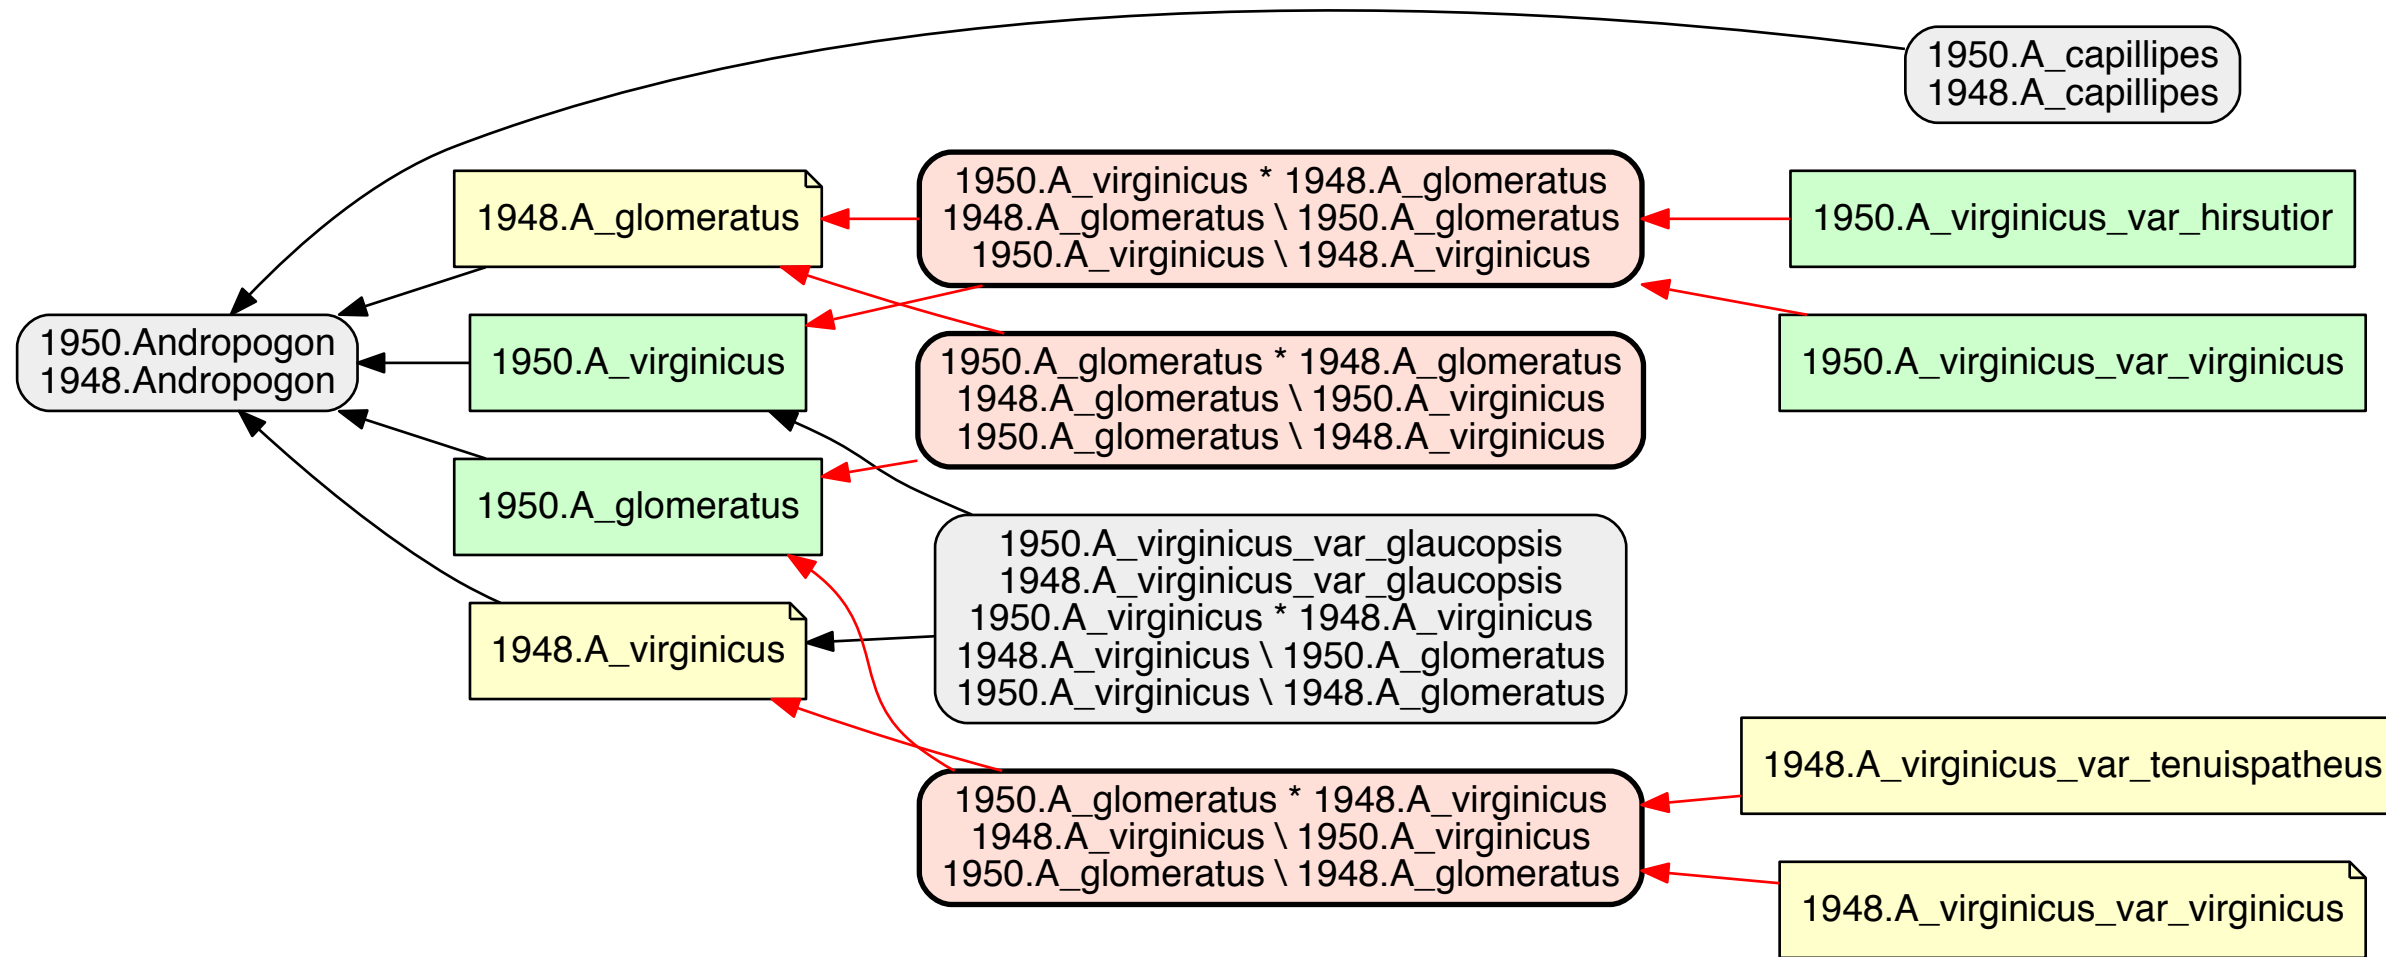 1950.A_capillipes
1948.A_capillipes
1950.A_virginicus * 1948.A_glomeratus
1948.A_glomeratus \ 1950.A_glomeratus
1950.A_virginicus \ 1948.A_virginicus
1948.A_glomeratus
1950.A_virginicus_var_hirsutior
1950.Andropogon
1948.Andropogon
1950.A_virginicus
1950.A_glomeratus * 1948.A_glomeratus
1948.A_glomeratus \ 1950.A_virginicus
1950.A_glomeratus \ 1948.A_virginicus
1950.A_virginicus_var_virginicus
1950.A_glomeratus
1950.A_virginicus_var_glaucopsis
1948.A_virginicus_var_glaucopsis
1950.A_virginicus * 1948.A_virginicus
1948.A_virginicus \ 1950.A_glomeratus
1950.A_virginicus \ 1948.A_glomeratus
1948.A_virginicus
1948.A_virginicus_var_tenuispatheus
1950.A_glomeratus * 1948.A_virginicus
1948.A_virginicus \ 1950.A_virginicus
1950.A_glomeratus \ 1948.A_glomeratus
1948.A_virginicus_var_virginicus